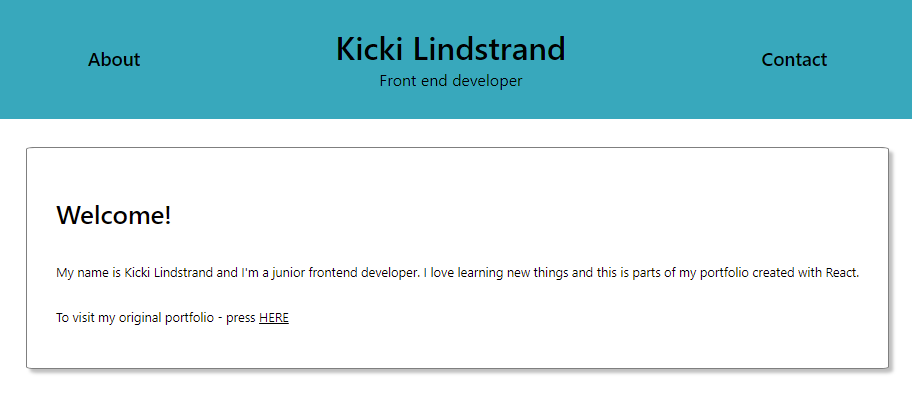 About
Kicki Lindstrand
Front end developer
Contact
Welcome!
My name is Kicki Lindstrand and I'm a junior frontend developer. I love learning new things and this is parts of my portfolio created with React.
To visit my original portfolio - press HERE